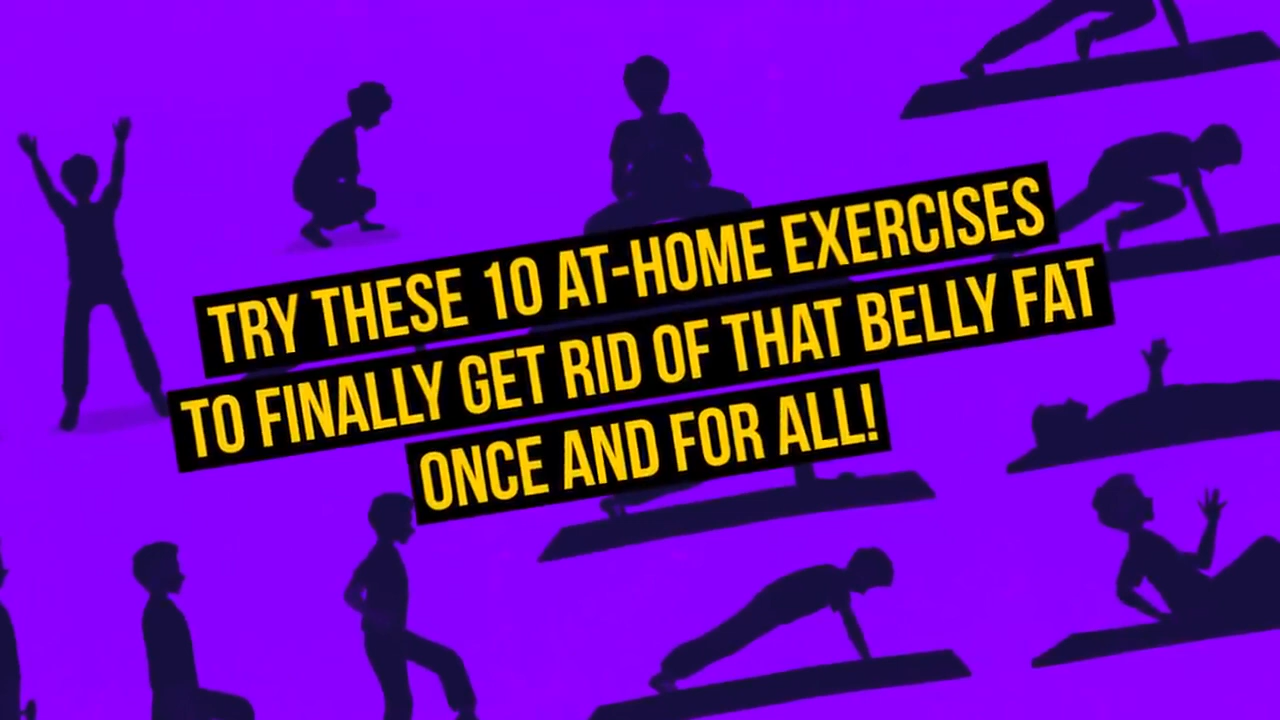 TRY THESE 10 AT-HOME EXERCISES
TO FINALLY GET RID OF THAT BELLY FAT
ONCE AND FOR ALL!